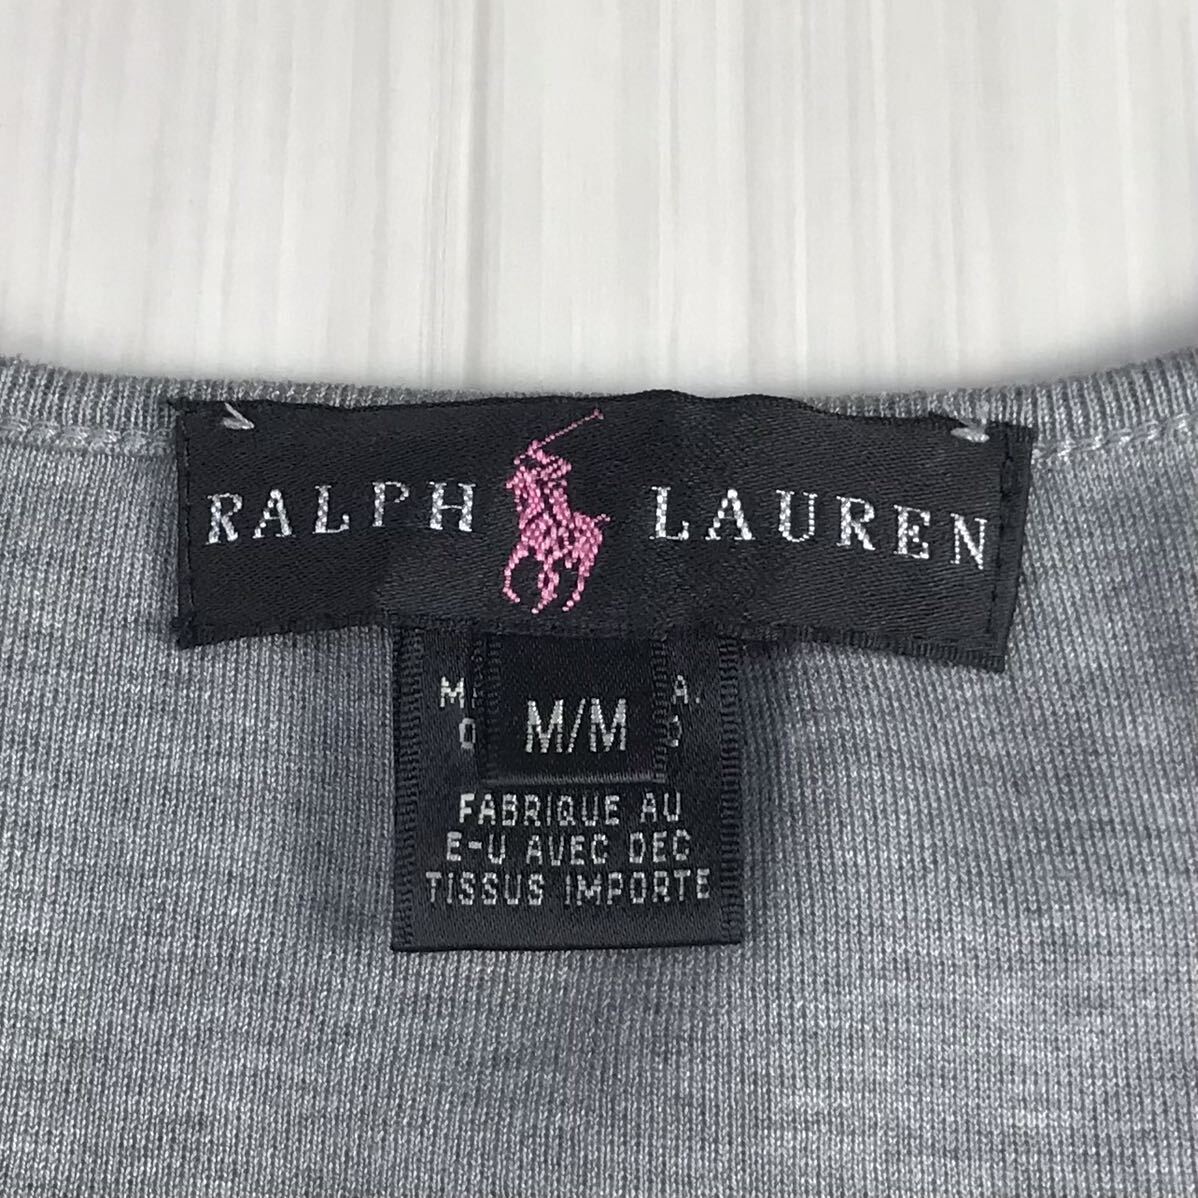 RALPH LAUREN
M/M
FABRIQUE AU
E-U AVEC DEC
TISSUS IMPORTE